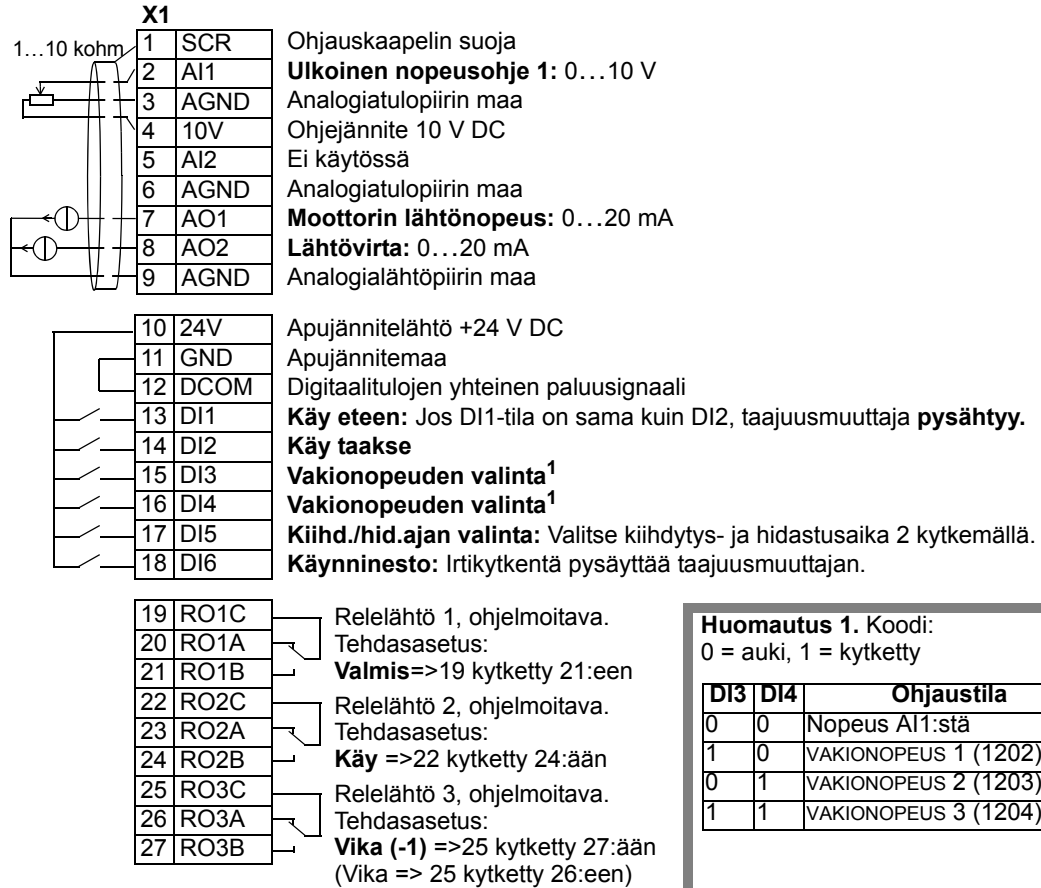 X1
1…10 kohm
1 SCR Ohjauskaapelin suoja
2 AI1 Ulkoinen nopeusohje 1: 0…10 V
3 AGND Analogiatulopiirin maa
4 10V Ohjejännite 10 V DC
5 AI2 Ei käytössä
6 AGND Analogiatulopiirin maa
7 AO1 Moottorin lähtönopeus: 0…20 mA
8 AO2 Lähtövirta: 0…20 mA
9 AGND Analogialähtöpiirin maa
10 24V Apujännitelähtö +24 V DC
11 GND Apujännitemaa
12 DCOM Digitaalitulojen yhteinen paluusignaali
13 DI1 Käy eteen: Jos DI1-tila on sama kuin DI2, taajuusmuuttaja pysähtyy.
14 DI2 Käy taakse
15 DI3 Vakionopeuden valinta1
16 DI4 Vakionopeuden valinta1
17 DI5 Kiihd./hid.ajan valinta: Valitse kiihdytys- ja hidastusaika 2 kytkemällä.
18 DI6 Käynninesto: Irtikytkentä pysäyttää taajuusmuuttajan.
19 RO1C Relelähtö 1, ohjelmoitava.
20 RO1A Tehdasasetus:
21 RO1B Valmis=>19 kytketty 21:een
22 RO2C Relelähtö 2, ohjelmoitava.
23 RO2A Tehdasasetus:
24 RO2B Käy =>22 kytketty 24:ään
25 RO3C Relelähtö 3, ohjelmoitava.
26 RO3A Tehdasasetus:
27 RO3B Vika (-1) =>25 kytketty 27:ään
(Vika => 25 kytketty 26:een)
Huomautus 1. Koodi:
0 = auki, 1 = kytketty
DI3 DI4 Ohjaustila
0 0 Nopeus AI1:stä
1 0 VAKIONOPEUS 1 (1202)
0 1 VAKIONOPEUS 2 (1203)
1 1 VAKIONOPEUS 3 (1204)